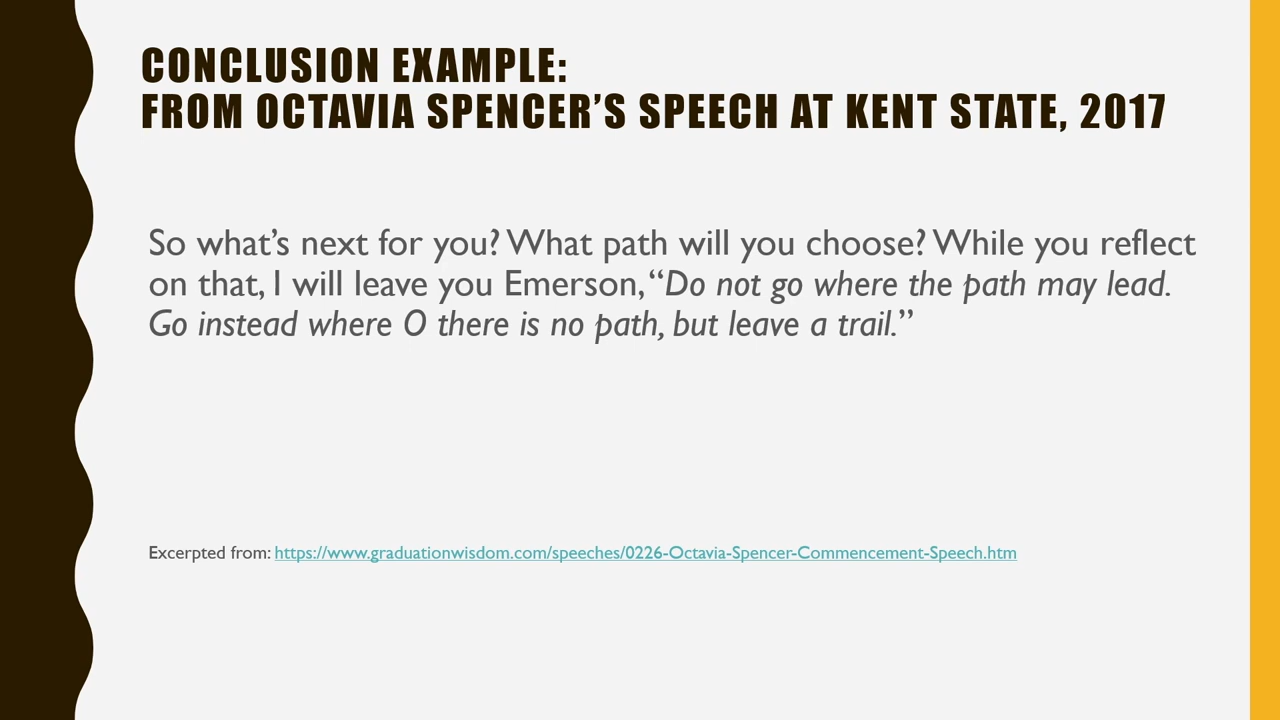 CONCLUSION EXAMPLE:
FROM OCTAVIA SPENCER’S SPEECH AT KENT STATE, 2017
So what’s next for you? What path will you choose? While you reflect
on that, I will leave you Emerson, “Do not go where the path may lead.
Go instead where O there is no path, but leave a trail.”
Excerpted from: https://www.graduationwisdom.com/speeches/0226-Octavia-Spencer-Commencement-Speech.htm